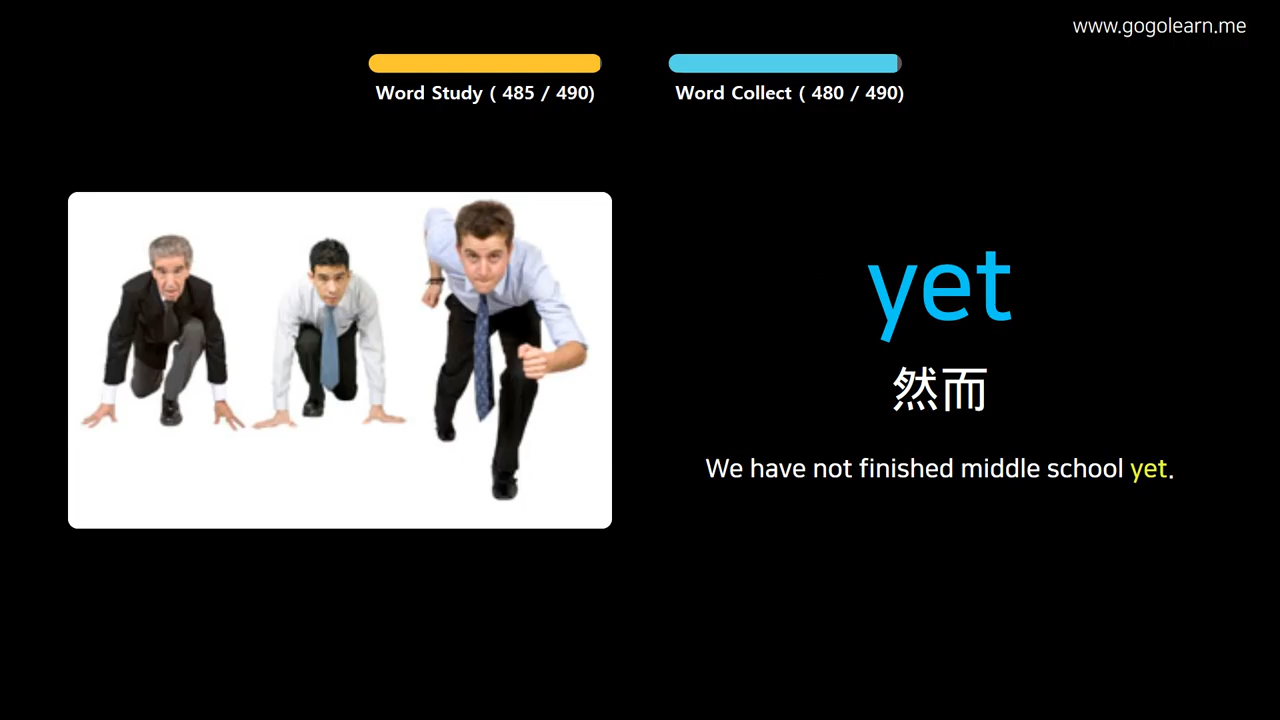 www.gogolearn.me
Word Study ( 485 / 490)
Word Collect ( 480 / 490)
yet
然而
We have not finished middle school yet.